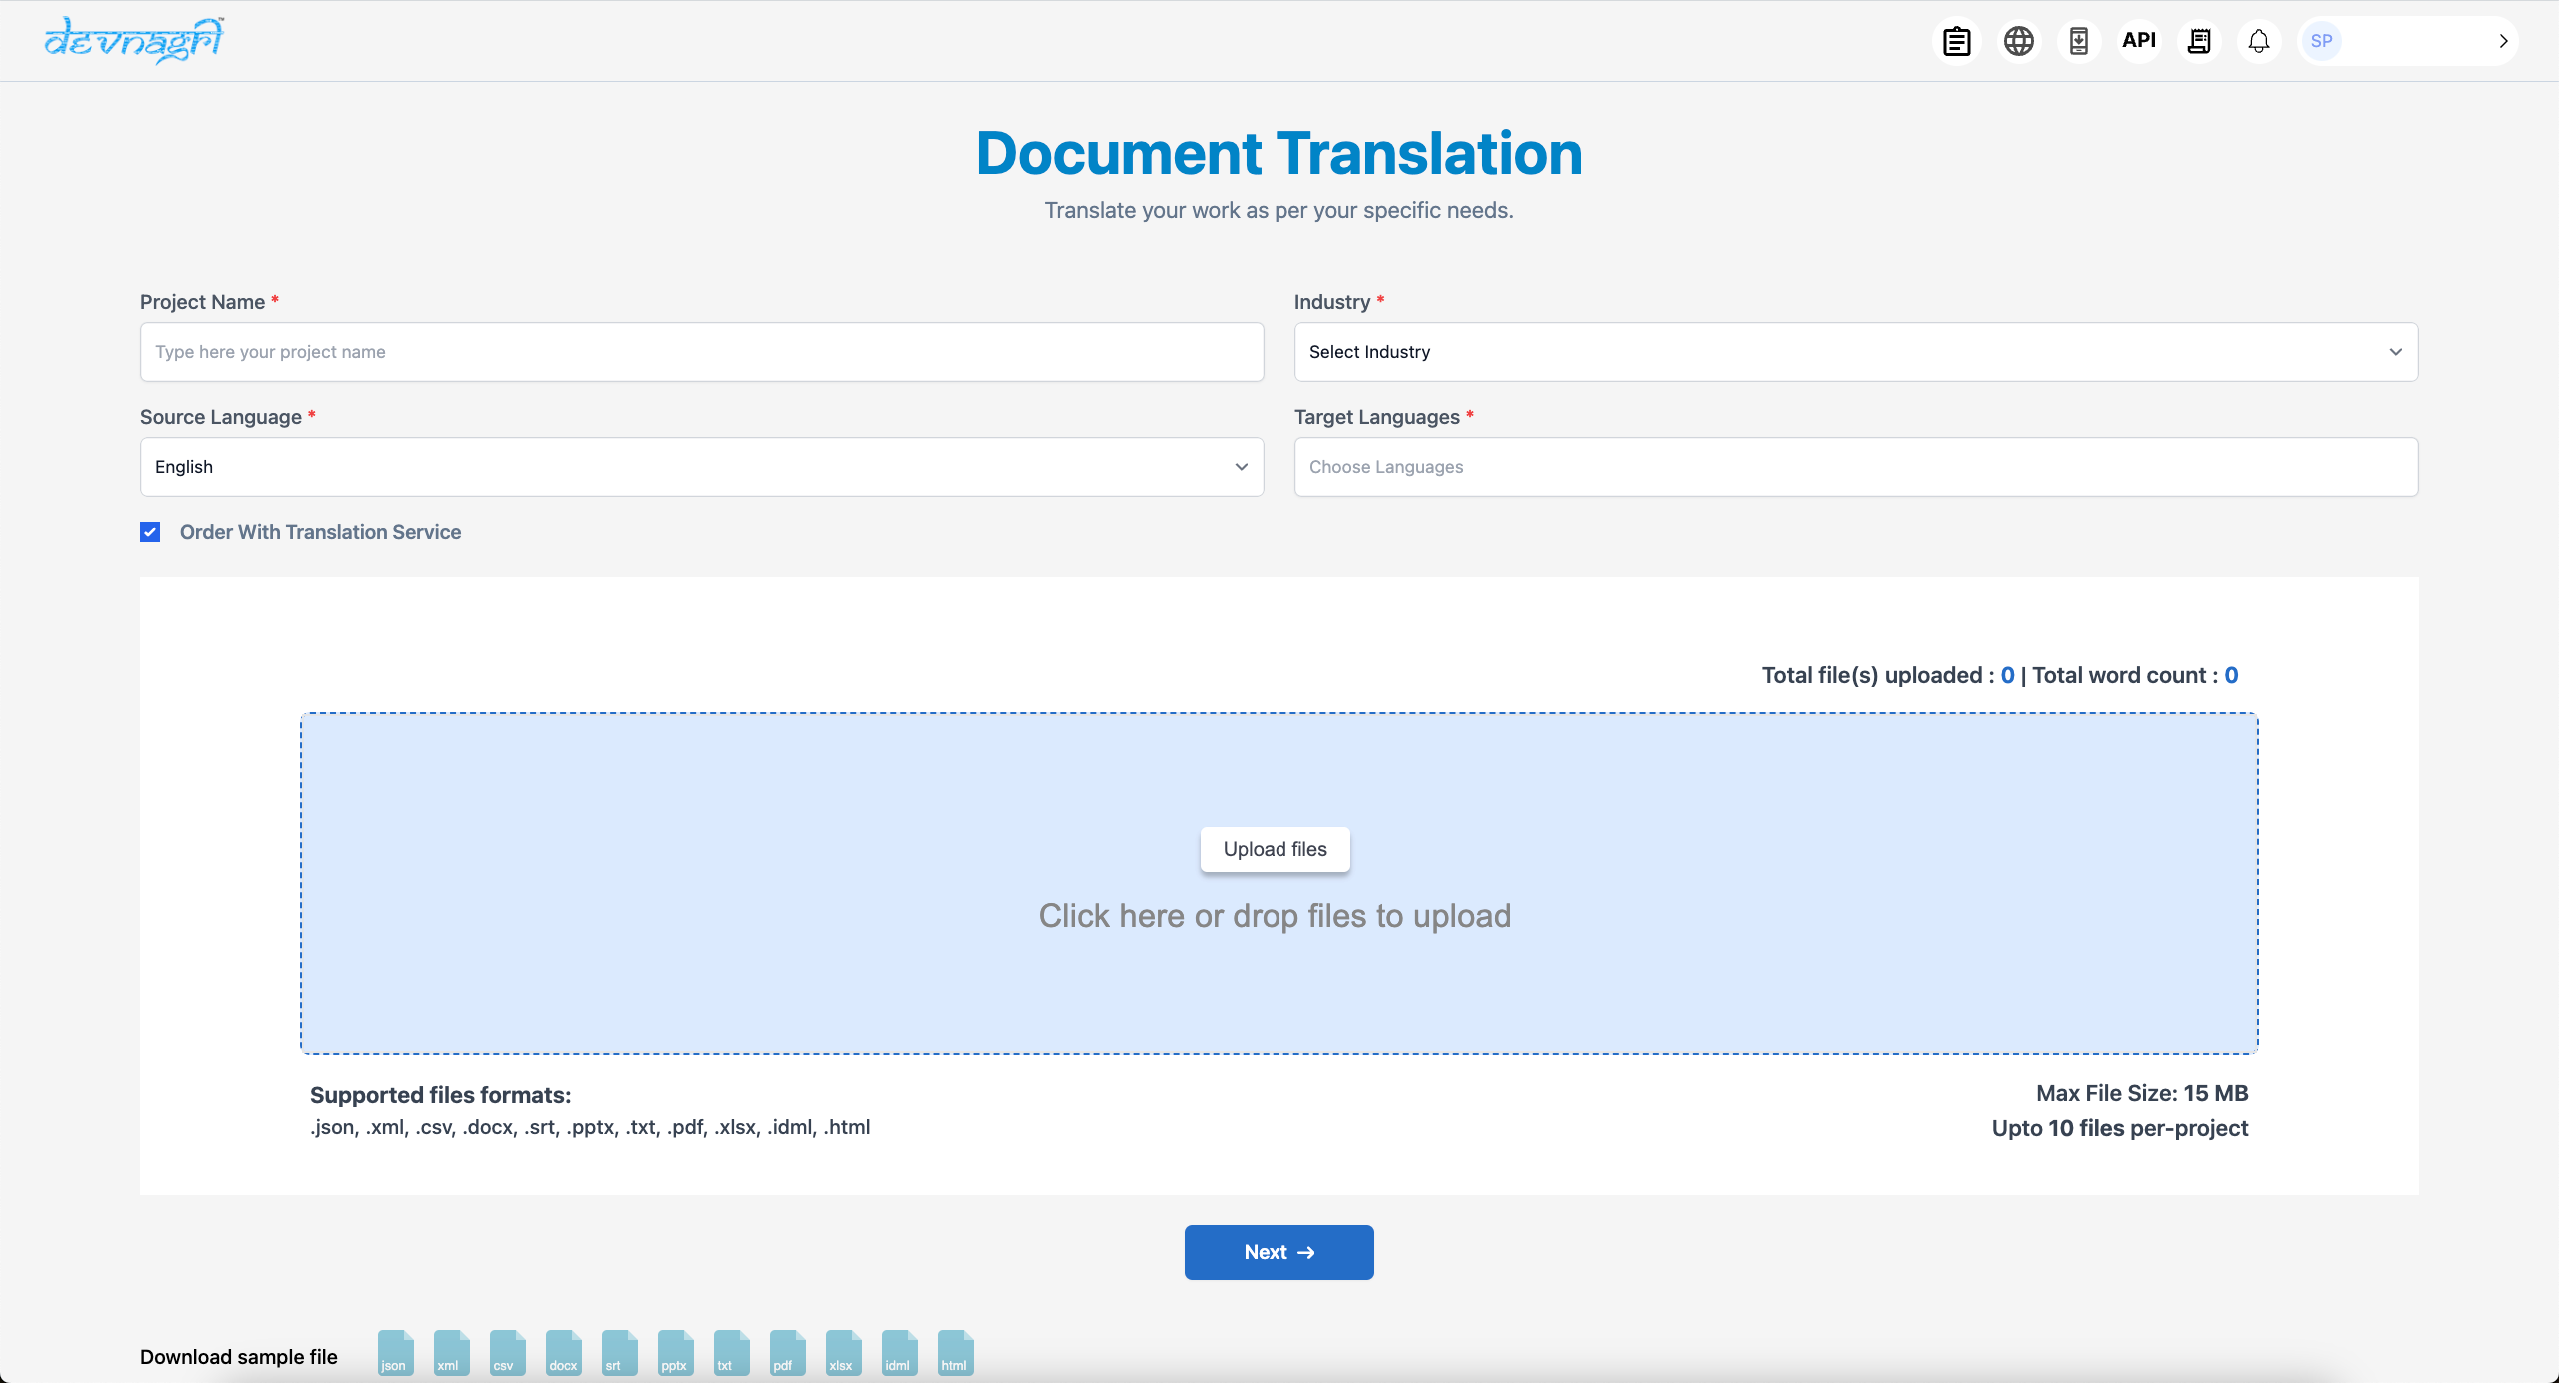 devnagri™
API
SP
Document Translation
Translate your work as per your specific needs.
Project Name *
Industry *
Type here your project name
Select Industry
Source Language *
Target Languages *
English
Choose Languages
Order With Translation Service
Total file(s) uploaded : 0 | Total word count : 0
Upload files
Click here or drop files to upload
Supported files formats:
.json, .xml, .csv, .docx, .srt, .pptx, .txt, .pdf, .xlsx, .idml, .html
Max File Size: 15 MB
Upto 10 files per-project
Next →
Download sample file
json xml csv docx srt pptx txt pdf xlsx idml html